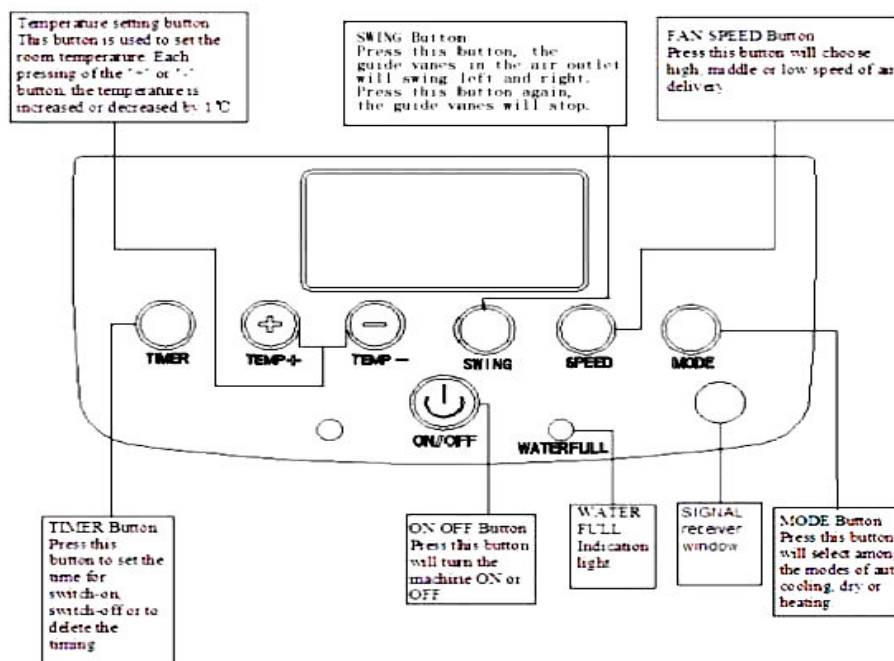 Temperature setting button
This button is used to set the
room temperature. Each
pressing of the "+" or "-"
button, the temperature is
increased or decreased by 1℃
SWING Button
Press this button, the
guide vanes in the air outlet
will swing left and right.
Press this button again,
the guide vanes will stop.
FAN SPEED Button
Press this button will choose
high, middle or low speed of
delivery
TIMER
TEMP+
TEMP-
SWING
SPEED
MODE
ON/OFF
WATERFULL
TIMER Button
Press this
button to set the
time for
switch-on,
switch-off or to
delete the
timing
ON OFF Button
Press this button
will turn the
machine ON or
OFF
WATER
FULL
Indication
light
SIGNAL
receiver
window
MODE Button
Press this button
will select
the modes of
cooling, dry or
heating